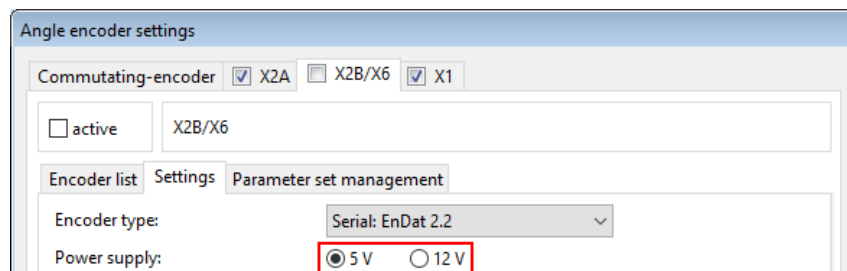 Angle encoder settings
Commutating-encoder X2A X2B/X6 X1
active X2B/X6
Encoder list Settings Parameter set management
Encoder type: Serial: EnDat 2.2
Power supply: 5 V 12 V